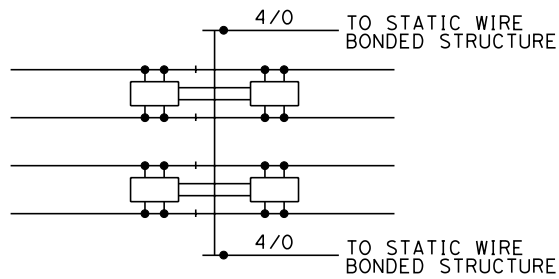 4/0
TO STATIC WIRE
BONDED STRUCTURE
4/0
TO STATIC WIRE
BONDED STRUCTURE